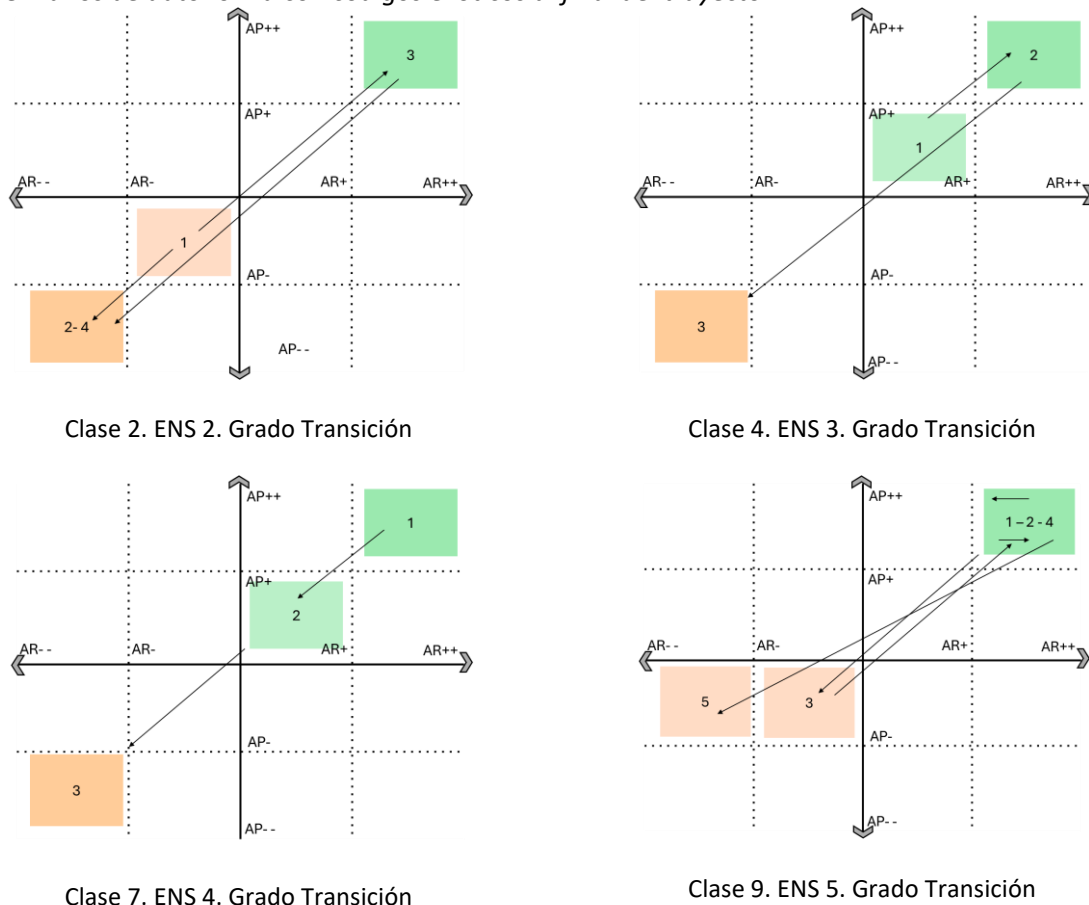 AP++
3
AP+
AR- -
AR-
AR+
AR++
1
AP-
2- 4
AP- -
Clase 2. ENS 2. Grado Transición
AP++
2
AP+
1
AR- -
AR-
AR+
AR++
AP-
3
AP- -
Clase 4. ENS 3. Grado Transición
AP++
1
AP+
2
AR- -
AR-
AR+
AR++
AP-
3
AP- -
Clase 7. ENS 4. Grado Transición
AP++
1 – 2 - 4
AP+
AR- -
AR-
AR+
AR++
5
3
AP-
AP- -
Clase 9. ENS 5. Grado Transición